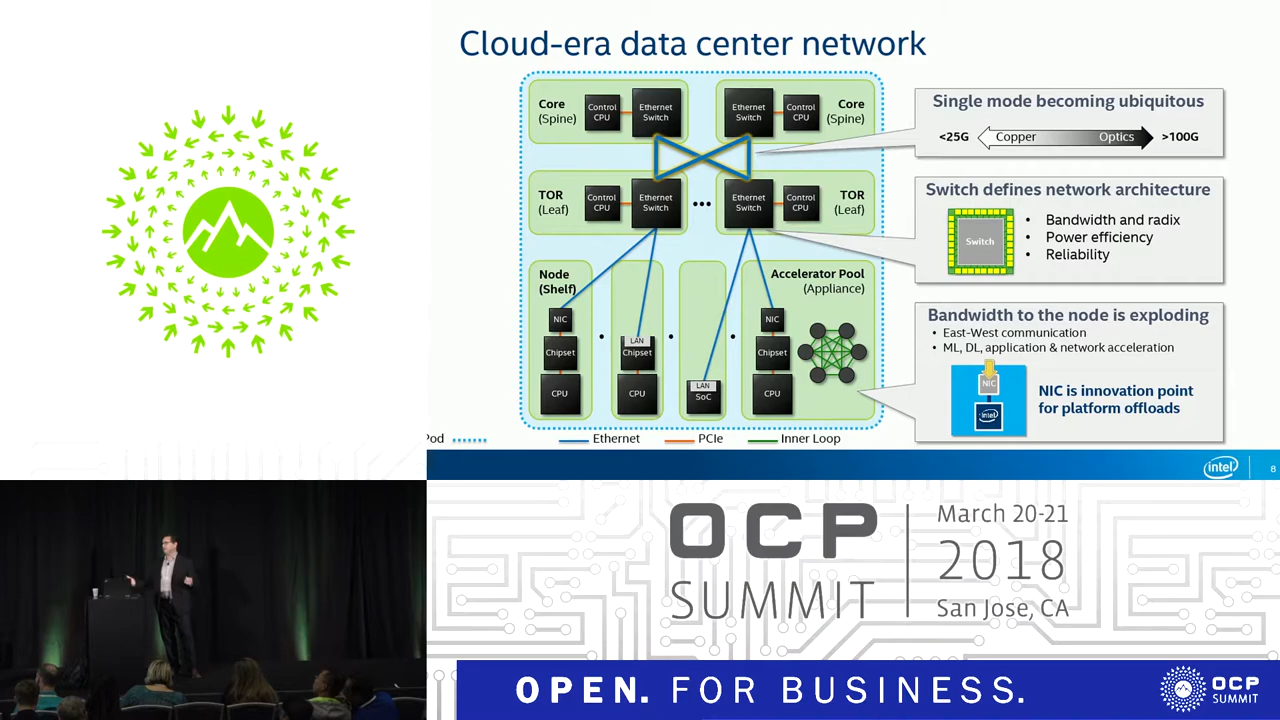 Cloud-era data center network
Core
(Spine)
Control
CPU
Ethernet
Switch
Ethernet
Switch
Control
CPU
Core
(Spine)
TOR
(Leaf)
Control
CPU
Ethernet
Switch
Ethernet
Switch
Control
CPU
TOR
(Leaf)
Node
(Shelf)
NIC
Chipset
CPU
LAN
Chipset
CPU
LAN
SoC
Accelerator Pool
(Appliance)
NIC
Chipset
CPU
Pod
Ethernet
PCIe
Inner Loop
Single mode becoming ubiquitous
<25G Copper Optics >100G
Switch defines network architecture
Switch
• Bandwidth and radix
• Power efficiency
• Reliability
Bandwidth to the node is exploding
• East-West communication
• ML, DL, application & network acceleration
NIC
intel
NIC is innovation point
for platform offloads
intel
8
OCP
SUMMIT
March 20-21
2018
San Jose, CA
OPEN. FOR BUSINESS.
OCP
SUMMIT